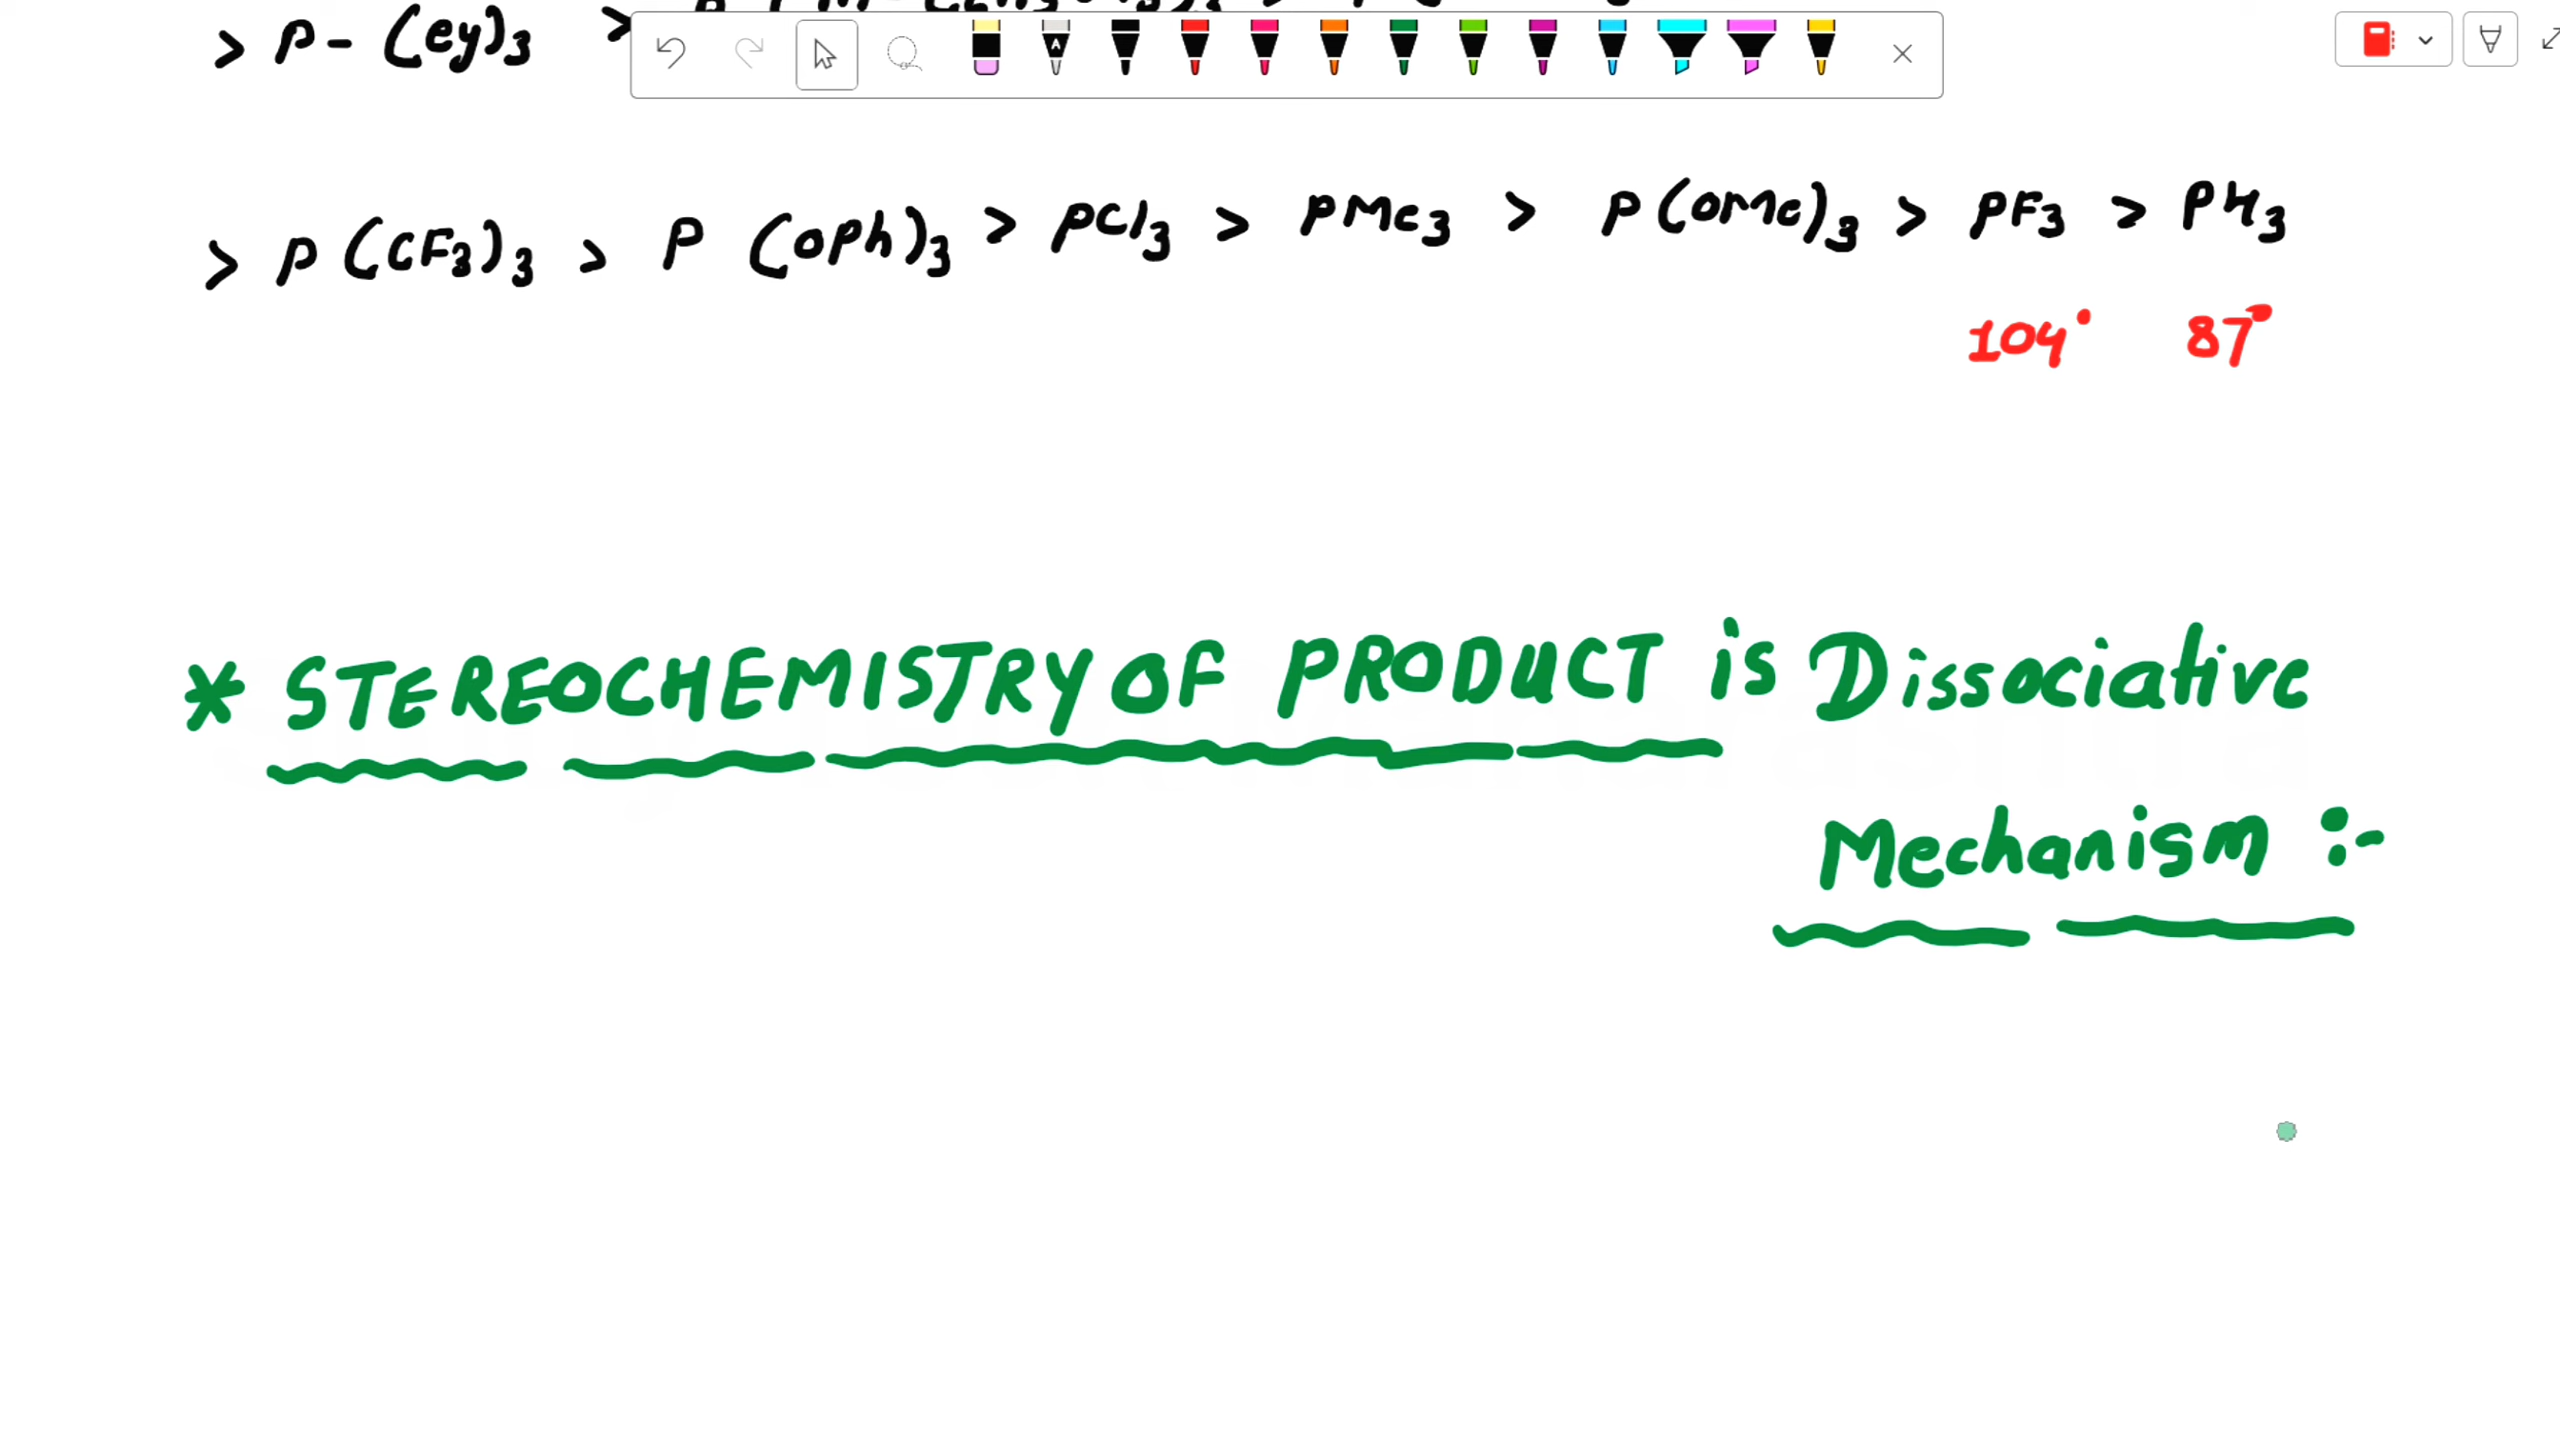 > P - (ey)3 >
> P (CF3)3 > P (oph)3 > PCl3 > PMe3 > P(OMe)3 > PF3 > PH3
104° 87°
* STEREOCHEMISTRY OF PRODUCT is Dissociative
Mechanism :-